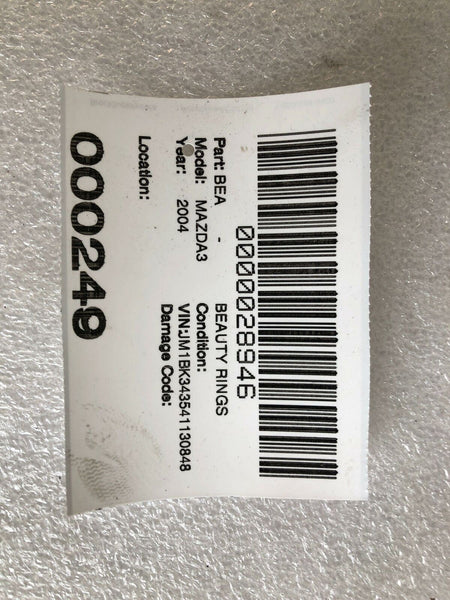 0000028946
Part: BEA - BEAUTY RINGS
Model: MAZDA3 Condition:
Year: 2004 VIN:JM1BK343541130848
Damage Code:
Location:
000249